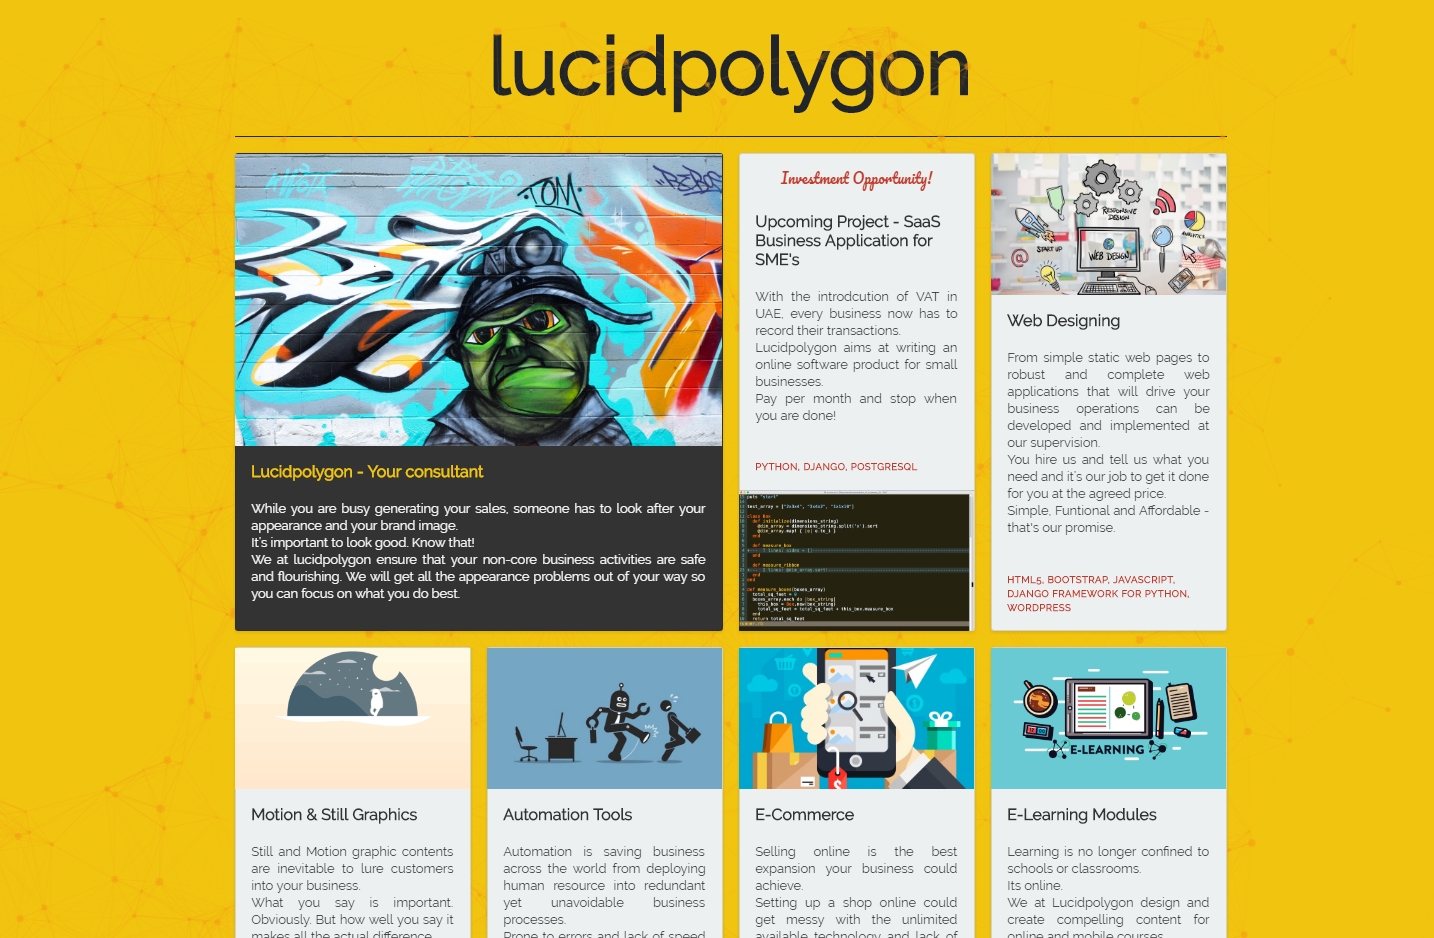 lucidpolygon
TOM
Lucidpolygon - Your consultant
While you are busy generating your sales, someone has to look after your
appearance and your brand image.
It's important to look good. Know that!
We at lucidpolygon ensure that your non-core business activities are safe
and flourishing. We will get all the appearance problems out of your way so
you can focus on what you do best.
Investment Opportunity!
Upcoming Project - SaaS
Business Application for
SME's
With the introdcution of VAT in
UAE, every business now has to
record their transactions.
Lucidpolygon aims at writing an
online software product for small
businesses.
Pay per month and stop when
you are done!
PYTHON, DJANGO, POSTGRESQL
RESPONSIVE
DESIGN
START UP
WEB DESIGN
ANALYTICS
Web Designing
From simple static web pages to
robust and complete web
applications that will drive your
business operations can be
developed and implemented at
our supervision.
You hire us and tell us what you
need and it's our job to get it done
for you at the agreed price.
Simple, Funtional and Affordable -
that's our promise.
HTML5, BOOTSTRAP, JAVASCRIPT,
DJANGO FRAMEWORK FOR PYTHON,
WORDPRESS
Motion & Still Graphics
Still and Motion graphic contents
are inevitable to lure customers
into your business.
What you say is important.
Obviously. But how well you say it
makes all the actual difference.
Automation Tools
Automation is saving business
across the world from deploying
human resource into redundant
yet unavoidable business
processes.
Prone to errors and lack of speed
E-Commerce
Selling online is the best
expansion your business could
achieve.
Setting up a shop online could
get messy with the unlimited
available technology and lack of
E-LEARNING
E-Learning Modules
Learning is no longer confined to
schools or classrooms.
Its online.
We at Lucidpolygon design and
create compelling content for
online and mobile courses.